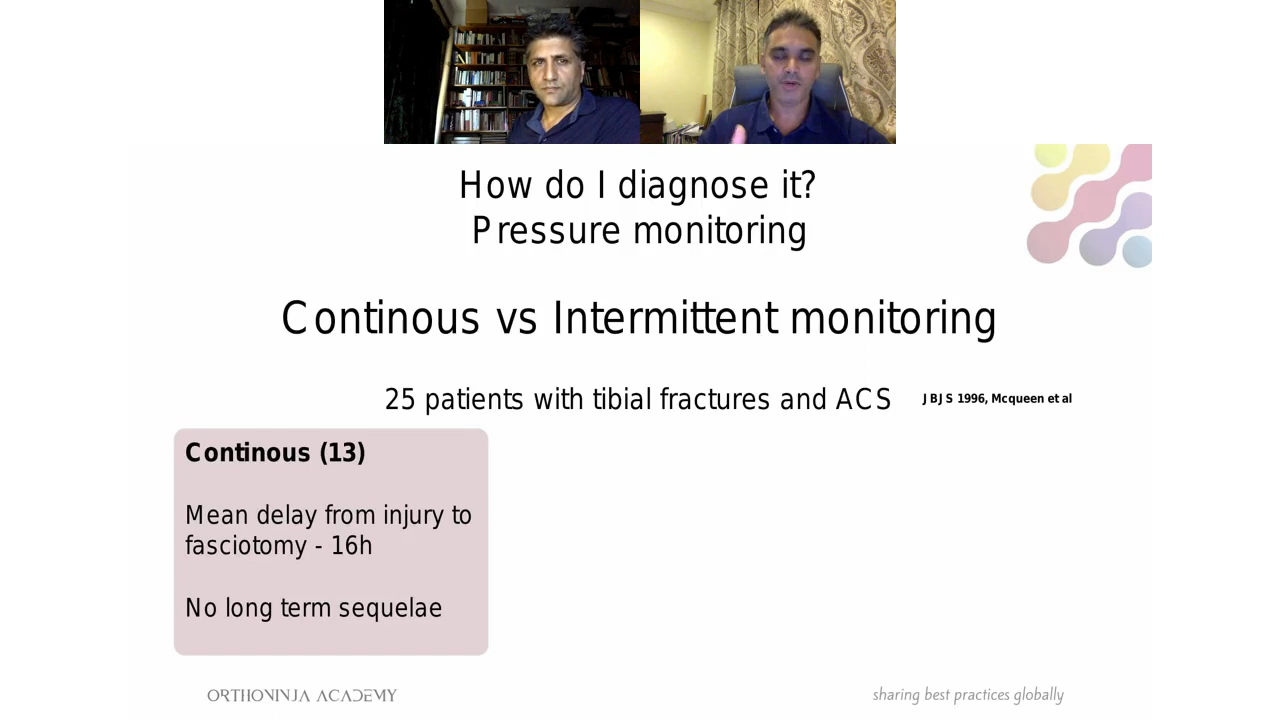 How do I diagnose it?
Pressure monitoring
Continous vs Intermittent monitoring
25 patients with tibial fractures and ACS JBJS 1996, Mcqueen et al
Continous (13)
Mean delay from injury to
fasciotomy - 16h
No long term sequelae
ORTHONINJA ACADEMY
sharing best practices globally